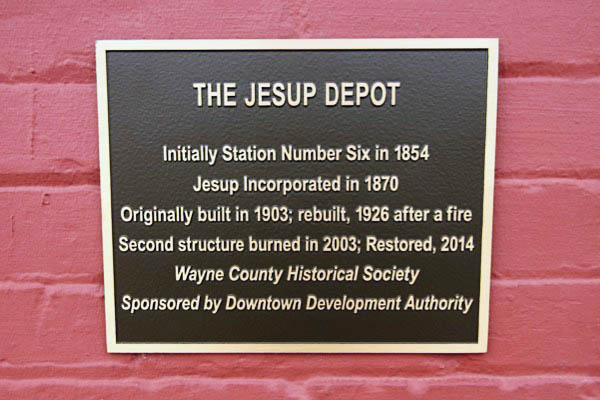 THE JESUP DEPOT
Initially Station Number Six in 1854
Jesup Incorporated in 1870
Originally built in 1903; rebuilt, 1926 after a fire
Second structure burned in 2003; Restored, 2014
Wayne County Historical Society
Sponsored by Downtown Development Authority